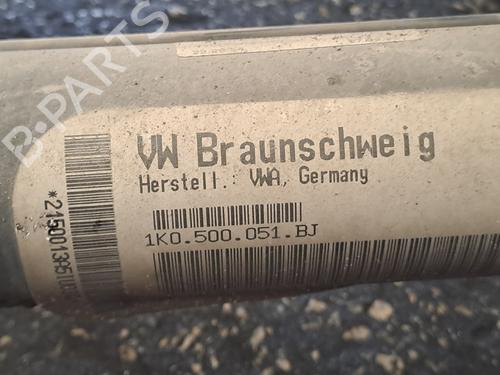 B-PARTS
VW Braunschweig
Herstell.: VWA, Germany
1K0.500.051.BJ